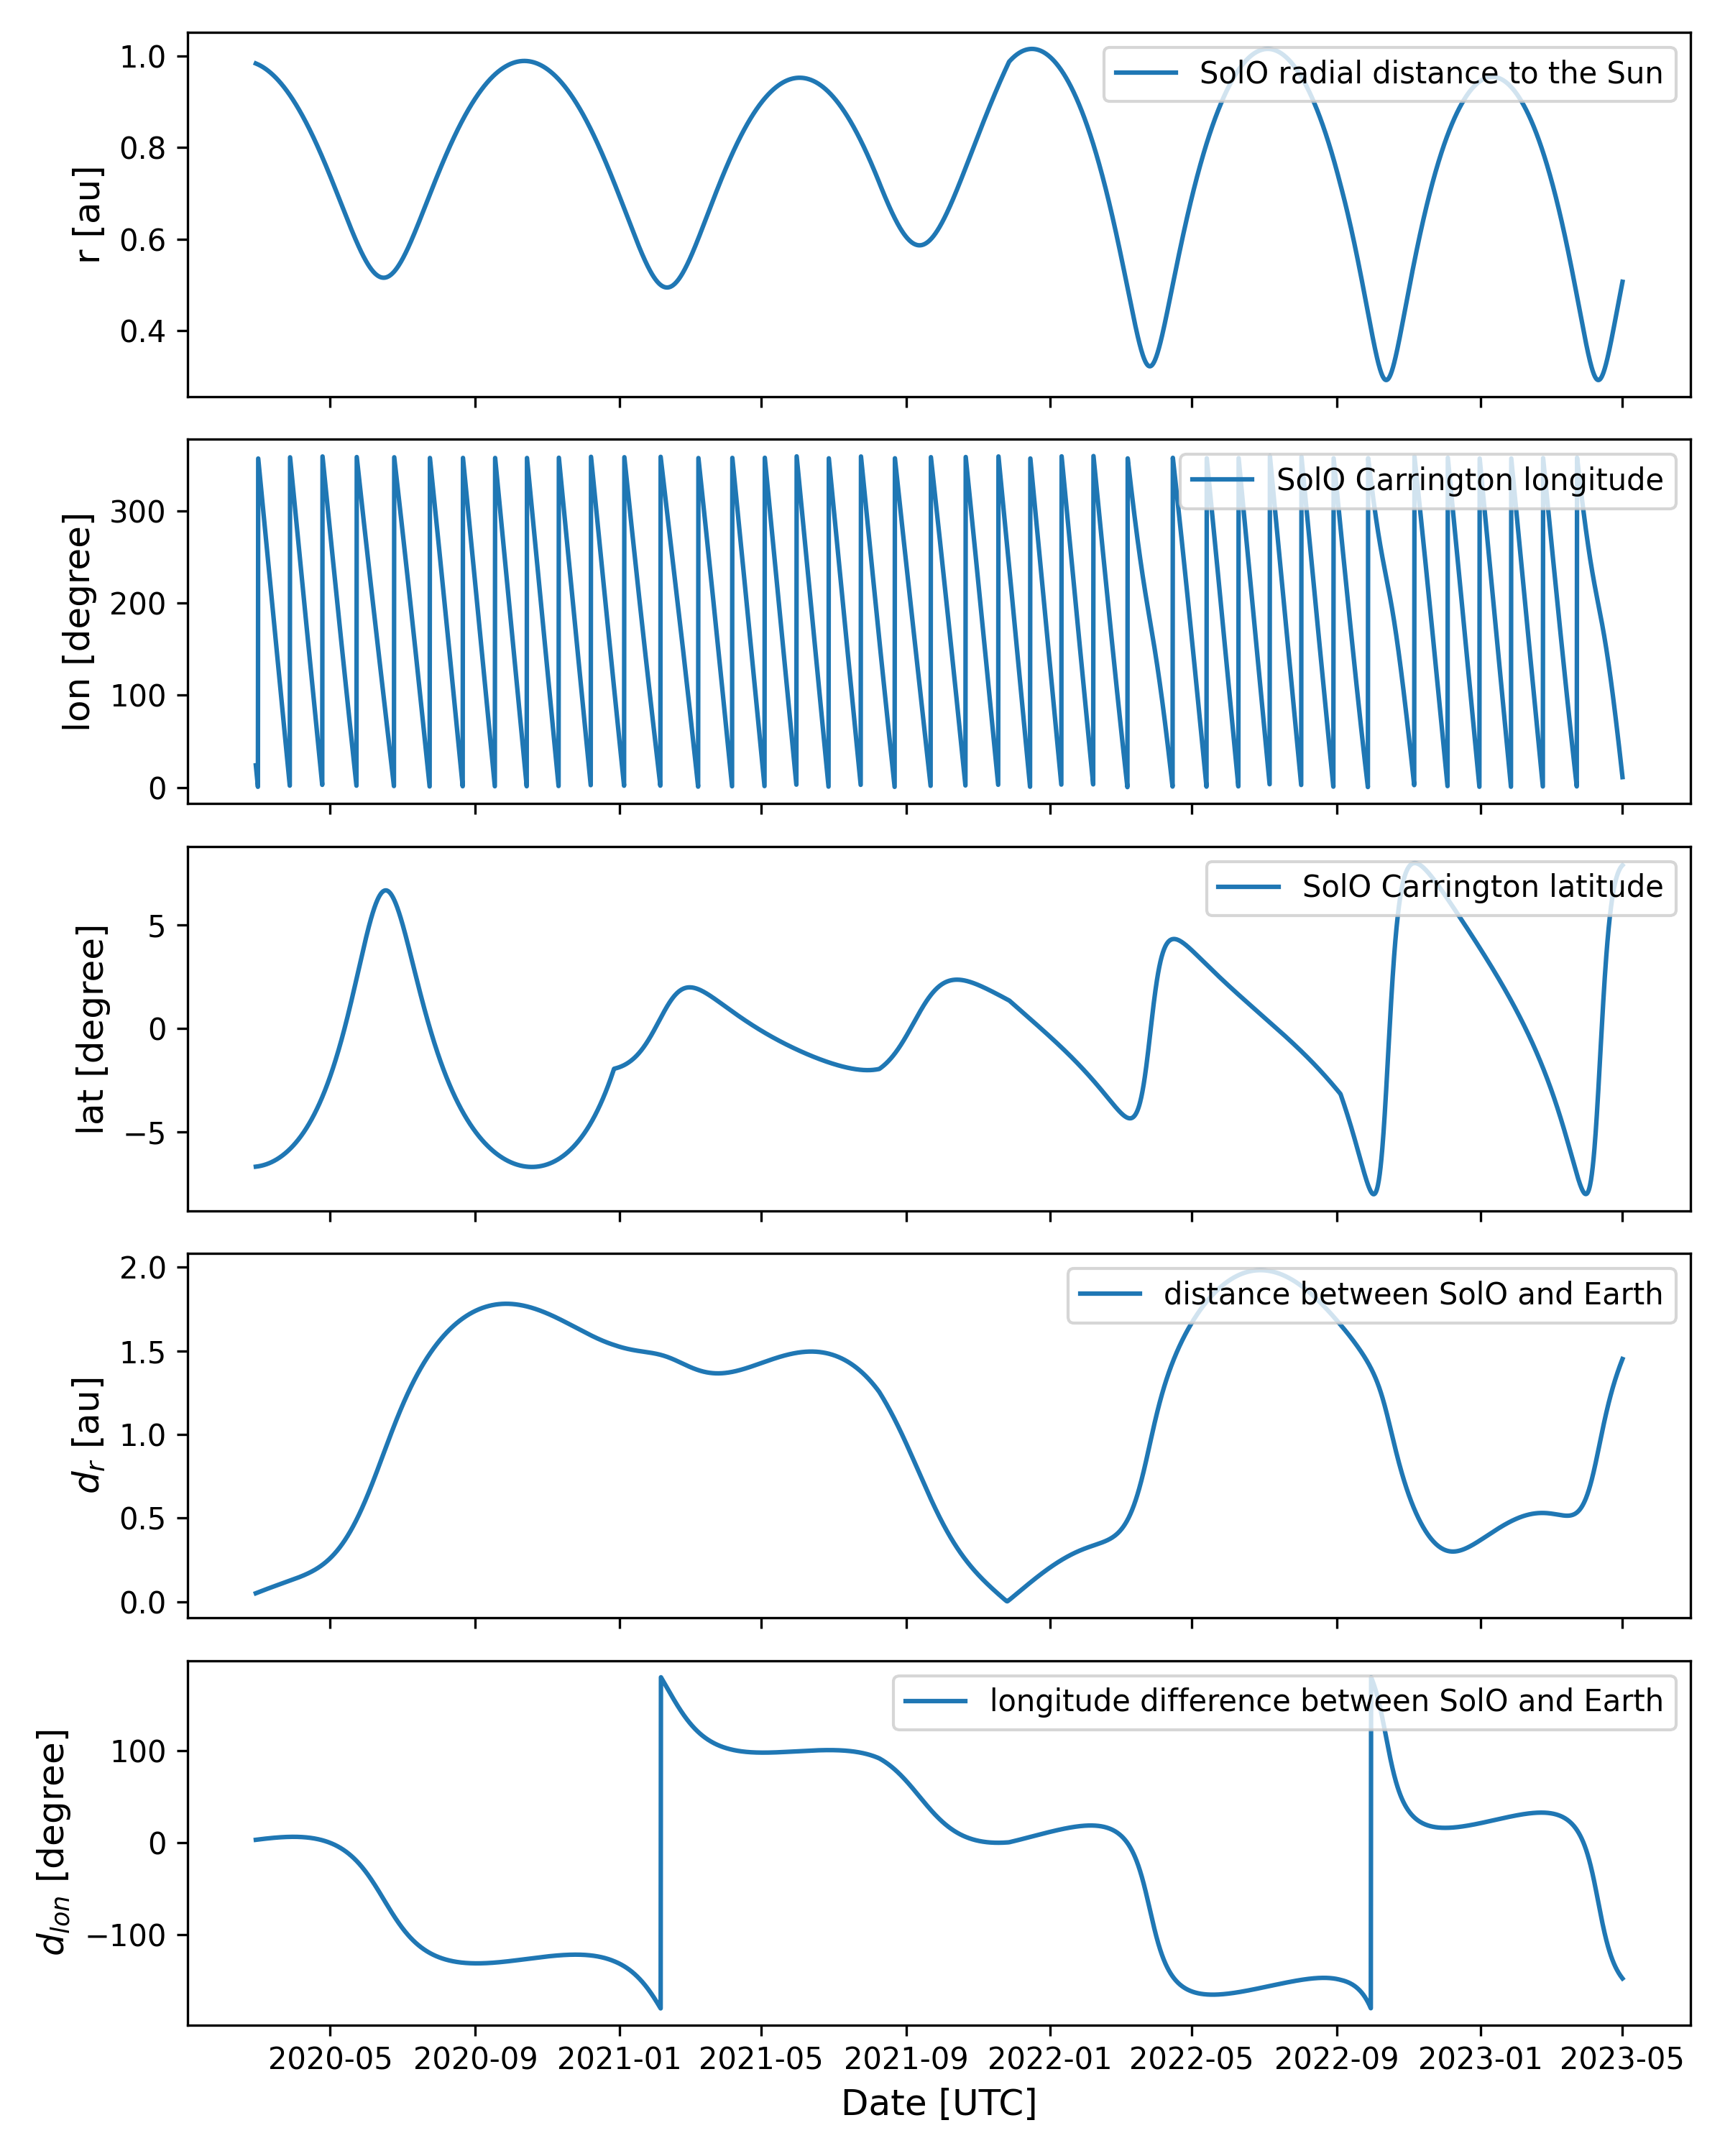 SolO radial distance to the Sun
r [au]
1.0
0.8
0.6
0.4
SolO Carrington longitude
lon [degree]
300
200
100
0
SolO Carrington latitude
lat [degree]
5
0
−5
distance between SolO and Earth
d_r [au]
2.0
1.5
1.0
0.5
0.0
longitude difference between SolO and Earth
d_lon [degree]
100
0
−100
2020-05 2020-09 2021-01 2021-05 2021-09 2022-01 2022-05 2022-09 2023-01 2023-05
Date [UTC]